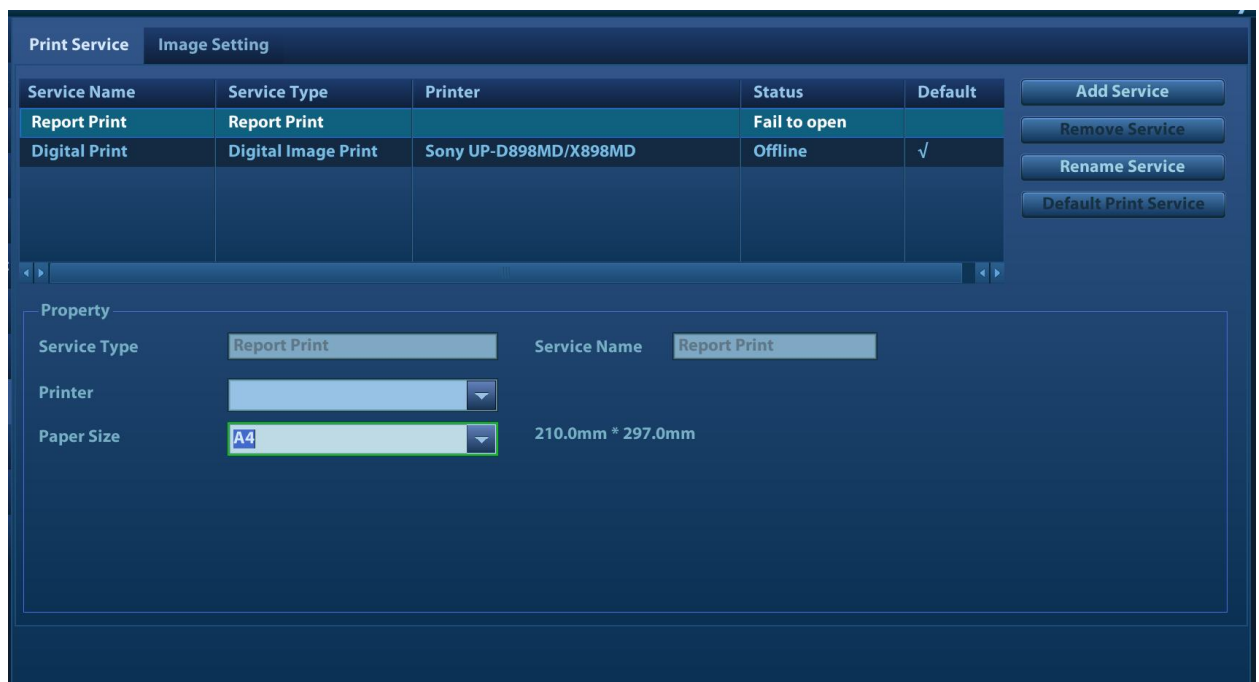 Print Service Image Setting
Service Name Service Type Printer Status Default
Report Print Report Print Fail to open
Digital Print Digital Image Print Sony UP-D898MD/X898MD Offline √
Add Service
Remove Service
Rename Service
Default Print Service
Property
Service Type Report Print Service Name Report Print
Printer
Paper Size A4 210.0mm * 297.0mm